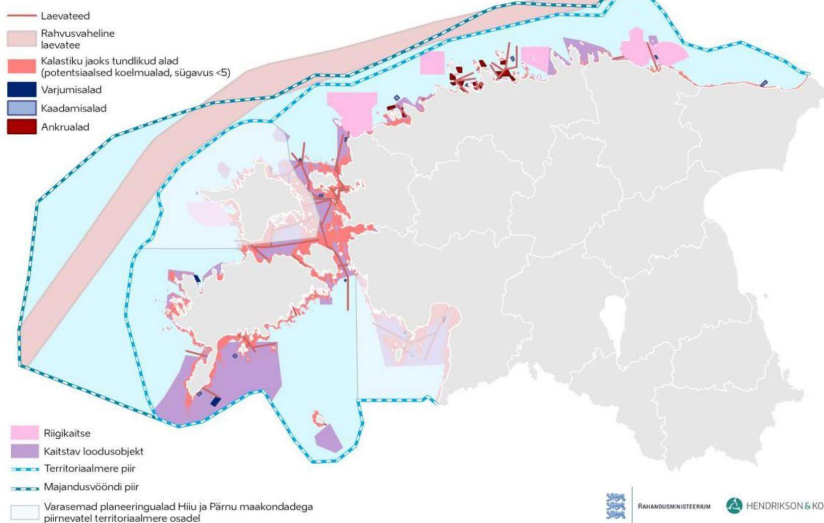 Laevateed
Rahvusvaheline
laevatee
Kalastiku jaoks tundlikud alad
(potentsiaalsed koelmualad, sügavus <5)
Varjumisalad
Kaadamisalad
Ankrualad
Riigikaitse
Kaitstav loodusobjekt
Territoriaalmere piir
Majandusvööndi piir
Varasemad planeeringualad Hiiu ja Pärnu maakondadega
piirnevatel territoriaalmere osadel
RAHANDUSMINISTEERIUM
HENDRIKSON & KO